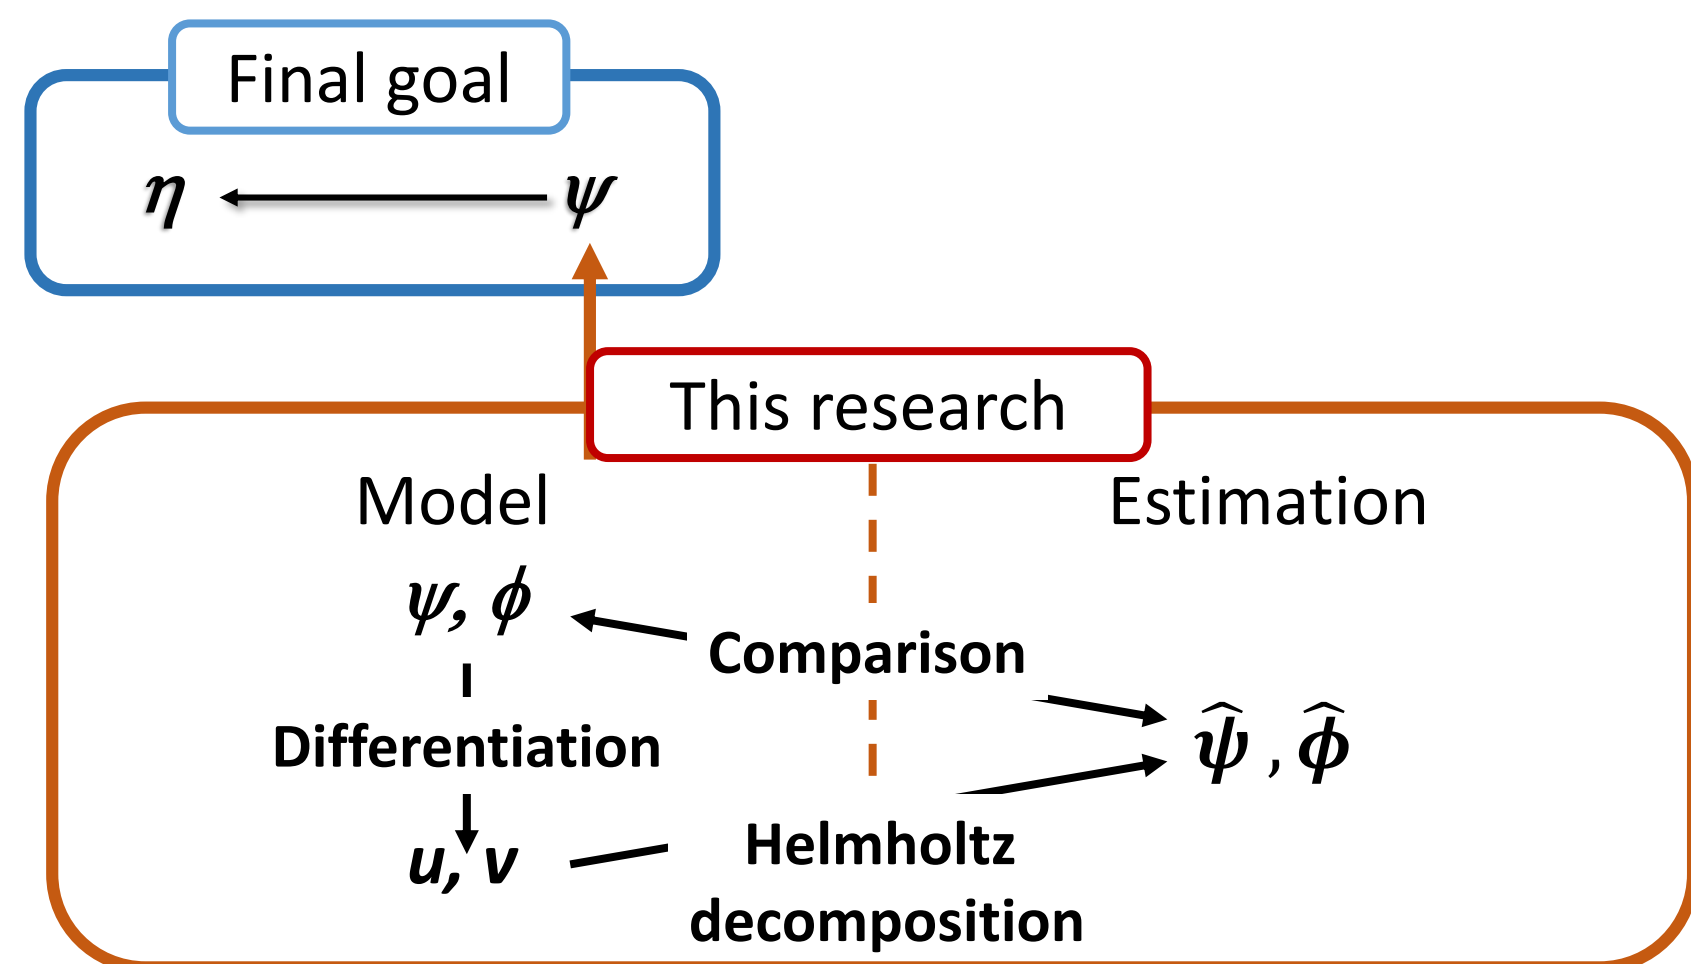 Final goal
η ψ
This research
Model
Estimation
ψ, ϕ
Comparison
Differentiation
ψ̂ , ϕ̂
u, v
Helmholtz
decomposition